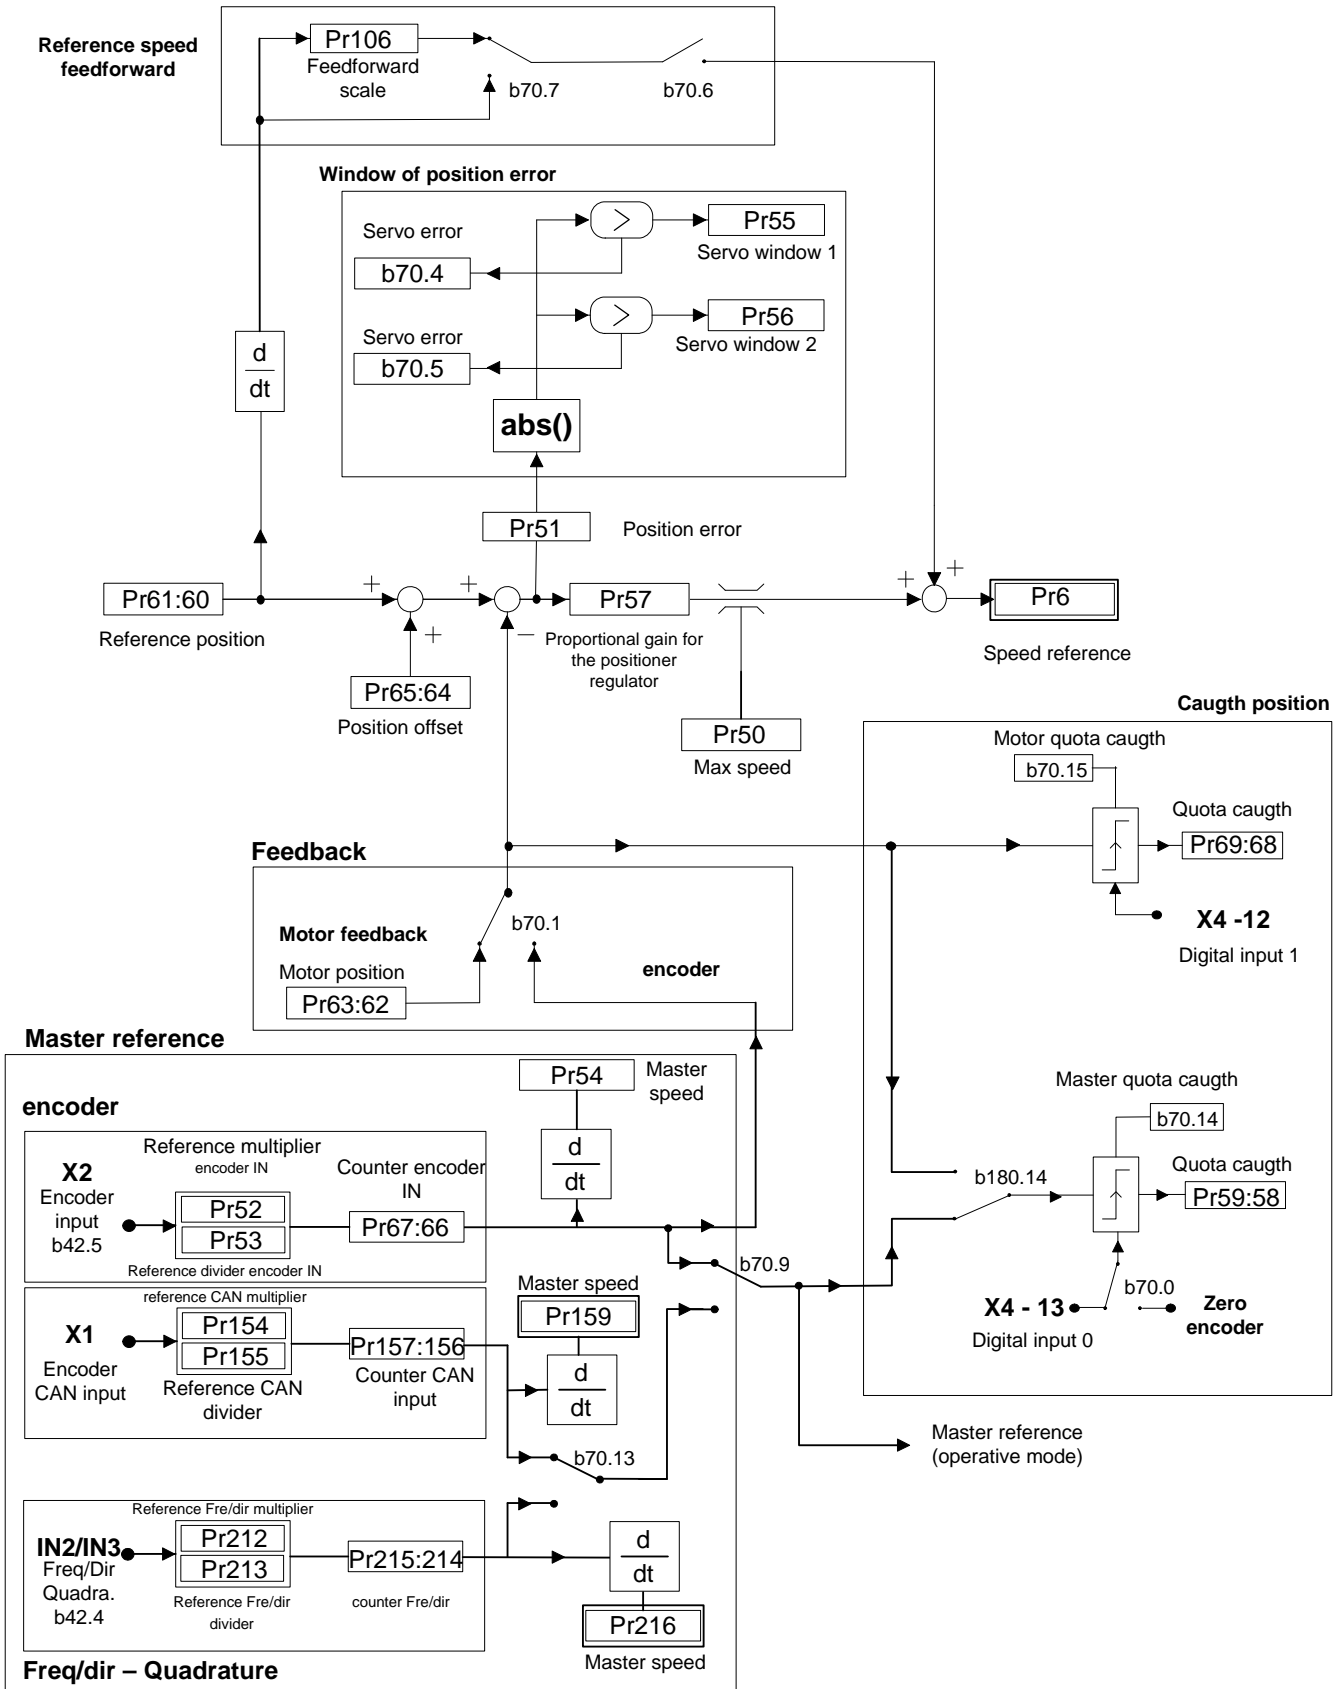 Reference speed
feedforward
Pr106
Feedforward
scale
b70.7
b70.6
Window of position error
Servo error
b70.4
>
Pr55
Servo window 1
Servo error
b70.5
>
Pr56
Servo window 2
d
dt
abs()
Pr51
Position error
Pr61:60
Reference position
+
+
+
−
Pr65:64
Position offset
Pr57
Proportional gain for
the positioner
regulator
Pr50
Max speed
+
+
Pr6
Speed reference
Caugth position
Motor quota caugth
b70.15
Quota caugth
Pr69:68
X4 -12
Digital input 1
Feedback
Motor feedback
b70.1
encoder
Motor position
Pr63:62
Master reference
Pr54
Master
speed
encoder
X2
Encoder
input
b42.5
Reference multiplier
encoder IN
Pr52
Pr53
Reference divider encoder IN
Counter encoder
IN
Pr67:66
d
dt
b70.9
Master quota caugth
b70.14
b180.14
Quota caugth
Pr59:58
X4 - 13
Digital input 0
b70.0
Zero
encoder
X1
Encoder
CAN input
reference CAN multiplier
Pr154
Pr155
Reference CAN
divider
Pr157:156
Counter CAN
input
Master speed
Pr159
d
dt
b70.13
Master reference
(operative mode)
IN2/IN3
Freq/Dir
Quadra.
b42.4
Reference Fre/dir multiplier
Pr212
Pr213
Reference Fre/dir
divider
Pr215:214
counter Fre/dir
d
dt
Pr216
Master speed
Freq/dir – Quadrature